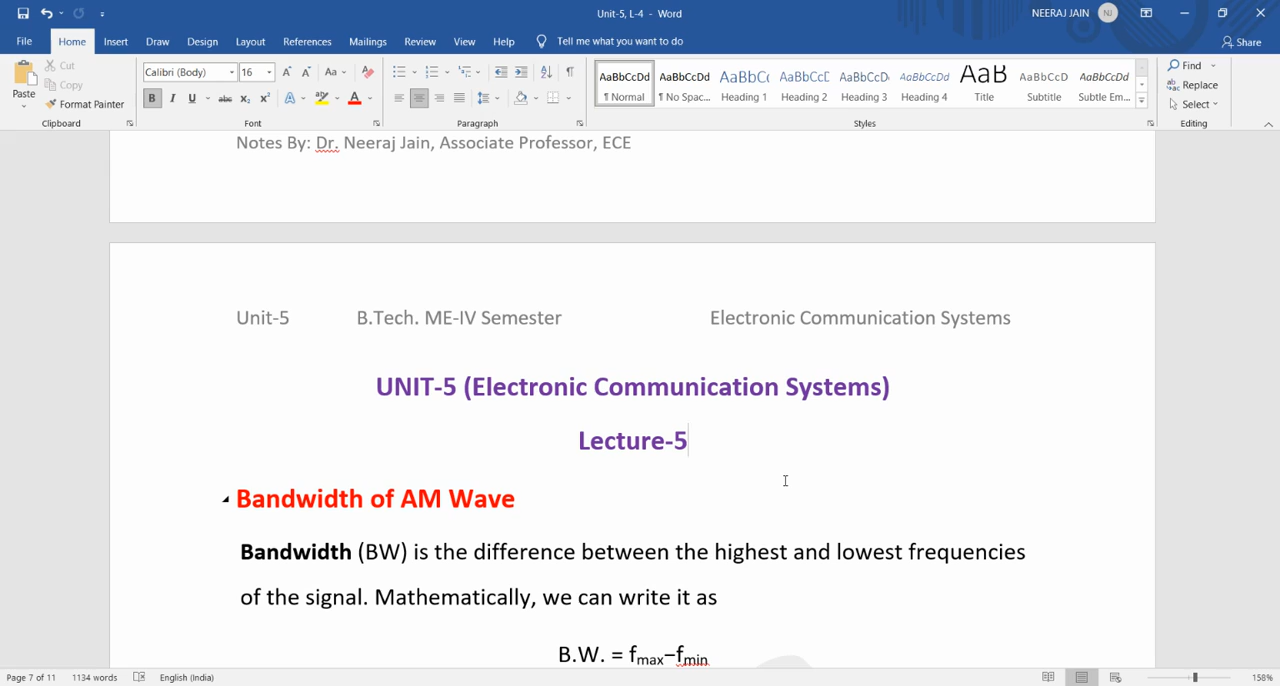 Unit-5, L-4 - Word
NEERAJ JAIN NJ
File Home Insert Draw Design Layout References Mailings Review View Help Tell me what you want to do Share
Paste Cut Copy Format Painter
Clipboard
Calibri (Body) 16 A A Aa A
B I U abc x₂ x² A A
Font
Paragraph
AaBbCcDd AaBbCcDd AaBbCc AaBbCcD AaBbCcDd AaBbCcDd AaB AaBbCcD AaBbCcDd
¶ Normal ¶ No Spac... Heading 1 Heading 2 Heading 3 Heading 4 Title Subtitle Subtle Em...
Styles
Find
Replace
Select
Editing
Notes By: Dr. Neeraj Jain, Associate Professor, ECE
Unit-5 B.Tech. ME-IV Semester Electronic Communication Systems
UNIT-5 (Electronic Communication Systems)
Lecture-5
Bandwidth of AM Wave
Bandwidth (BW) is the difference between the highest and lowest frequencies
of the signal. Mathematically, we can write it as
B.W. = fmax−fmin
Page 7 of 11 1134 words English (India) 158%